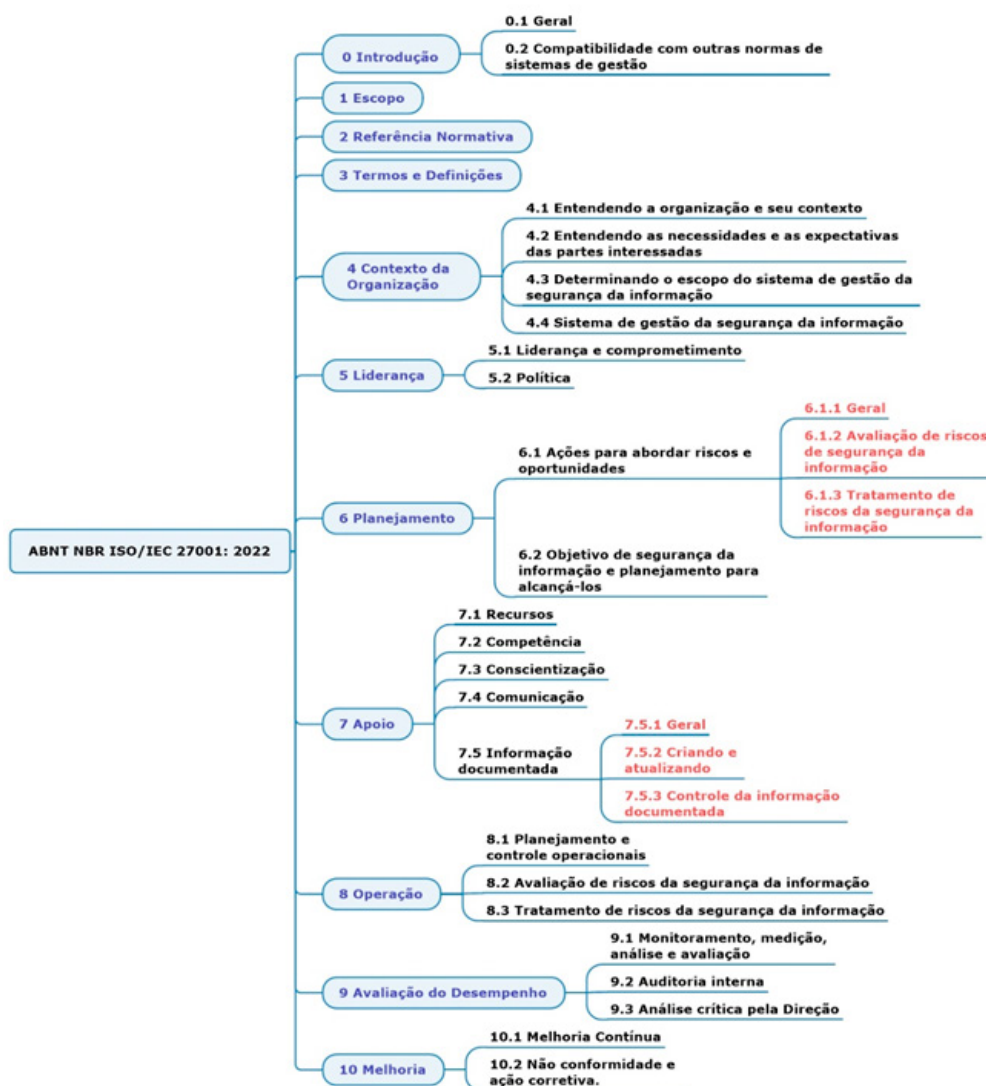 ABNT NBR ISO/IEC 27001: 2022
0 Introdução
0.1 Geral
0.2 Compatibilidade com outras normas de
sistemas de gestão
1 Escopo
2 Referência Normativa
3 Termos e Definições
4 Contexto da
Organização
4.1 Entendendo a organização e seu contexto
4.2 Entendendo as necessidades e as expectativas
das partes interessadas
4.3 Determinando o escopo do sistema de gestão da
segurança da informação
4.4 Sistema de gestão da segurança da informação
5 Liderança
5.1 Liderança e comprometimento
5.2 Política
6 Planejamento
6.1 Ações para abordar riscos e
oportunidades
6.1.1 Geral
6.1.2 Avaliação de riscos
de segurança da
informação
6.1.3 Tratamento de
riscos da segurança da
informação
6.2 Objetivo de segurança da
informação e planejamento para
alcançá-los
7 Apoio
7.1 Recursos
7.2 Competência
7.3 Conscientização
7.4 Comunicação
7.5 Informação
documentada
7.5.1 Geral
7.5.2 Criando e
atualizando
7.5.3 Controle da informação
documentada
8 Operação
8.1 Planejamento e
controle operacionais
8.2 Avaliação de riscos da segurança da informação
8.3 Tratamento de riscos da segurança da informação
9 Avaliação do Desempenho
9.1 Monitoramento, medição,
análise e avaliação
9.2 Auditoria interna
9.3 Análise crítica pela Direção
10 Melhoria
10.1 Melhoria Contínua
10.2 Não conformidade e
ação corretiva.